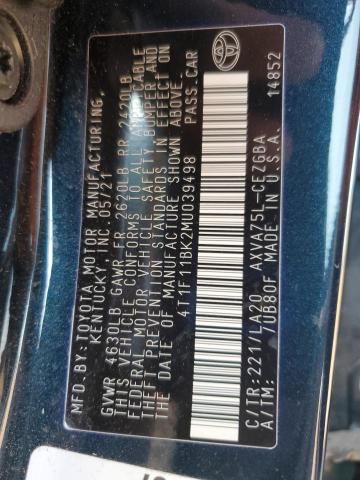 MFD.BY:TOYOTA MOTOR MANUFACTURING
KENTUCKY, INC. 05/21
GVWR 4630LB GAWR FR 2620LB RR 2420LB
THIS VEHICLE CONFORMS TO ALL APPLICABLE
FEDERAL MOTOR VEHICLE SAFETY, BUMPER AND
THEFT PREVENTION STANDARDS IN EFFECT ON
THE DATE OF MANUFACTURE SHOWN ABOVE.
4T1F11BK2MU039498 PASS.CAR
C/TR:221/LA20 AXVA75L-CEZGBA
A/TM: /UB80F MADE IN U.S.A. 14852